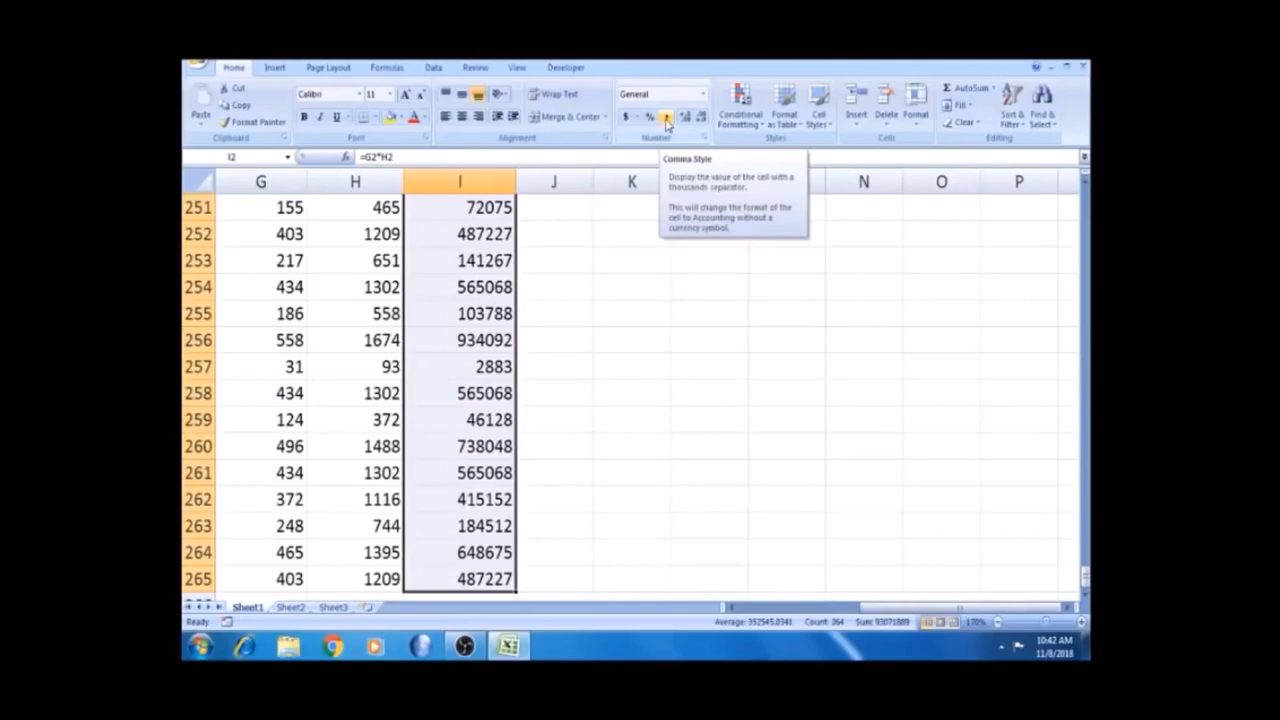 Home Insert Page Layout Formulas Data Review View Developer
Cut
Copy
Paste
Format Painter
Clipboard
Calibri 11
B I U
Font
Wrap Text
Merge & Center
Alignment
General
$ % ,
Number
Conditional Formatting
Format as Table
Cell Styles
Styles
Insert Delete Format
Cells
Σ AutoSum
Fill
Clear
Sort & Filter
Find & Select
Editing
I2 fx =G2*H2
Comma Style
Display the value of the cell with a
thousands separator.
This will change the format of the
cell to Accounting without a
currency symbol.
G H I J K N O P
251 155 465 72075
252 403 1209 487227
253 217 651 141267
254 434 1302 565068
255 186 558 103788
256 558 1674 934092
257 31 93 2883
258 434 1302 565068
259 124 372 46128
260 496 1488 738048
261 434 1302 565068
262 372 1116 415152
263 248 744 184512
264 465 1395 648675
265 403 1209 487227
Sheet1 Sheet2 Sheet3
Ready Average: 352545.0341 Count: 264 Sum: 93071889 170%
10:42 AM
11/8/2018